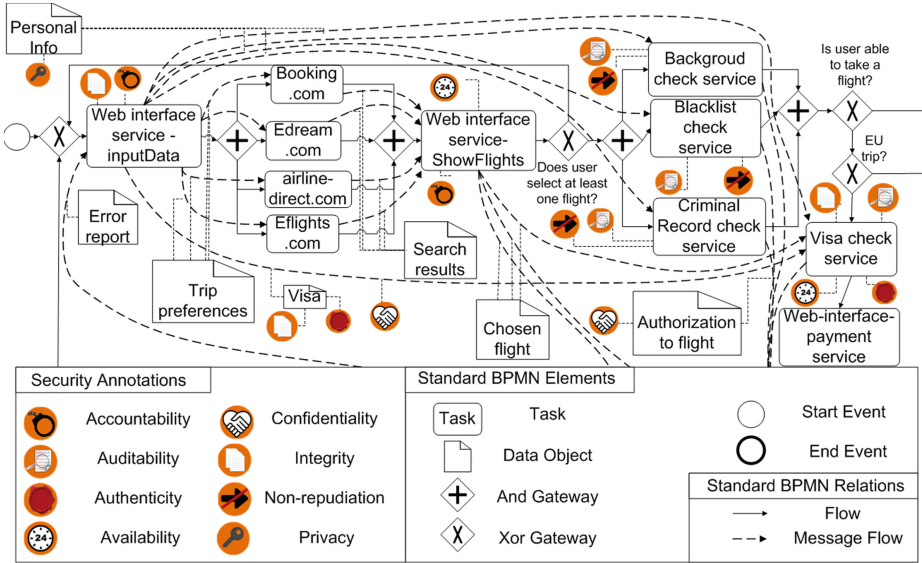 Personal
Info
Booking
.com
Web interface
service -
inputData
Edream
.com
airline-
direct.com
Eflights
.com
24
Web interface
service-
ShowFlights
Does user
select at least
one flight?
Backgroud
check service
Blacklist
check
service
Criminal
Record check
service
Is user able
to take a
flight?
EU
trip?
Visa check
service
24
Web-interface-
payment
service
Error
report
Trip
preferences
Visa
Search
results
Chosen
flight
Authorization
to flight
Security Annotations
Accountability
Auditability
Authenticity
24
Availability
Confidentiality
Integrity
Non-repudiation
Privacy
Standard BPMN Elements
Task
Task
Data Object
And Gateway
Xor Gateway
Start Event
End Event
Standard BPMN Relations
Flow
Message Flow